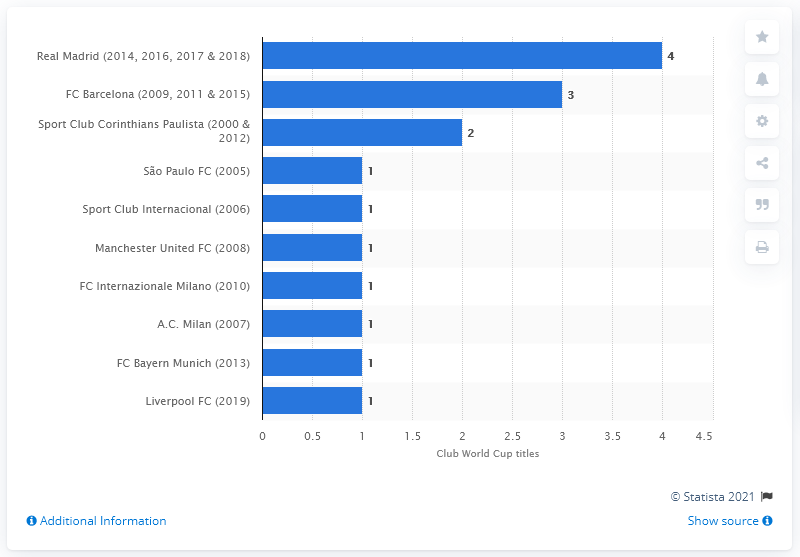 Real Madrid (2014, 2016, 2017 & 2018) 4
FC Barcelona (2009, 2011 & 2015) 3
Sport Club Corinthians Paulista (2000 &
2012) 2
São Paulo FC (2005) 1
Sport Club Internacional (2006) 1
Manchester United FC (2008) 1
FC Internazionale Milano (2010) 1
A.C. Milan (2007) 1
FC Bayern Munich (2013) 1
Liverpool FC (2019) 1
0 0.5 1 1.5 2 2.5 3 3.5 4 4.5
Club World Cup titles
© Statista 2021
Additional Information
Show source